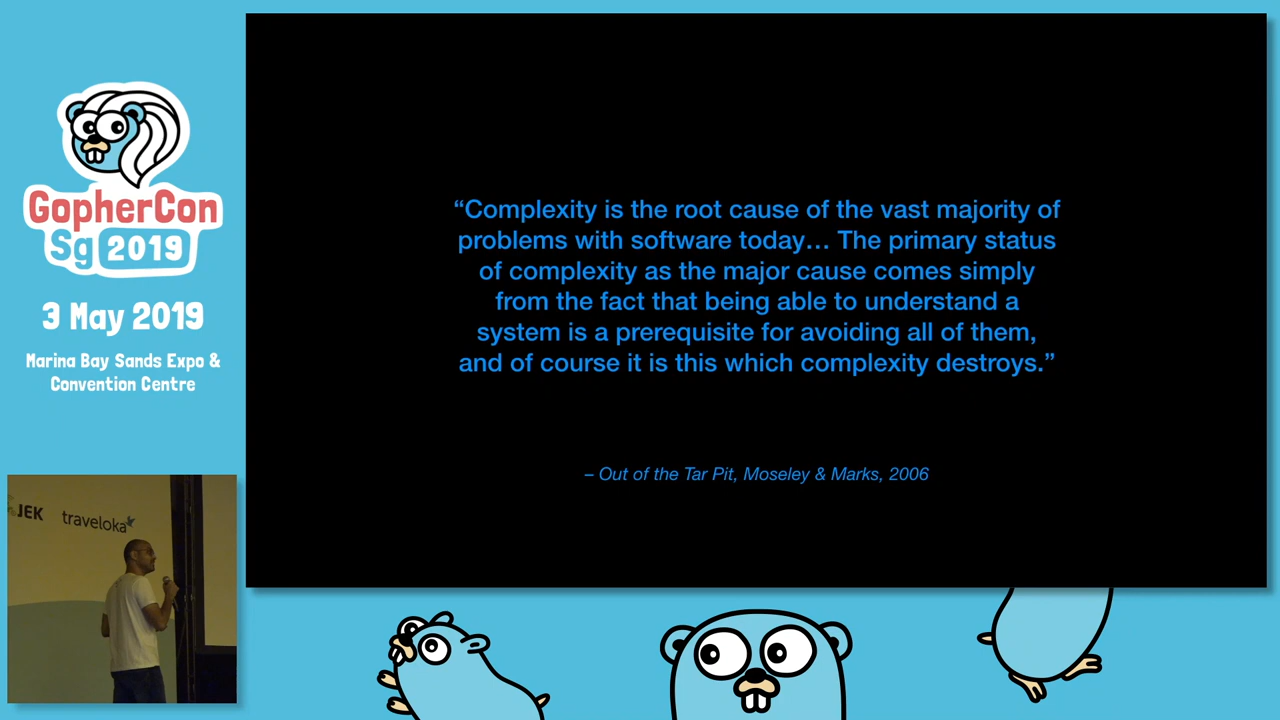 GopherCon
Sg 2019
3 May 2019
Marina Bay Sands Expo &
Convention Centre
“Complexity is the root cause of the vast majority of
problems with software today… The primary status
of complexity as the major cause comes simply
from the fact that being able to understand a
system is a prerequisite for avoiding all of them,
and of course it is this which complexity destroys.”
– Out of the Tar Pit, Moseley & Marks, 2006
JEK
traveloka